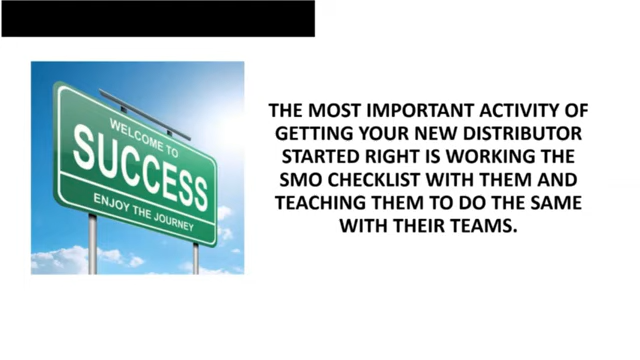 WELCOME TO
SUCCESS
ENJOY THE JOURNEY
THE MOST IMPORTANT ACTIVITY OF
GETTING YOUR NEW DISTRIBUTOR
STARTED RIGHT IS WORKING THE
SMO CHECKLIST WITH THEM AND
TEACHING THEM TO DO THE SAME
WITH THEIR TEAMS.